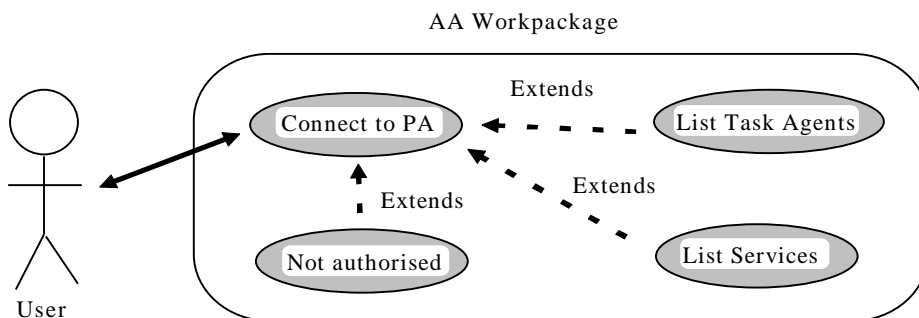 AA Workpackage
Extends
Connect to PA
List Task Agents
Extends
Extends
Not authorised
List Services
User